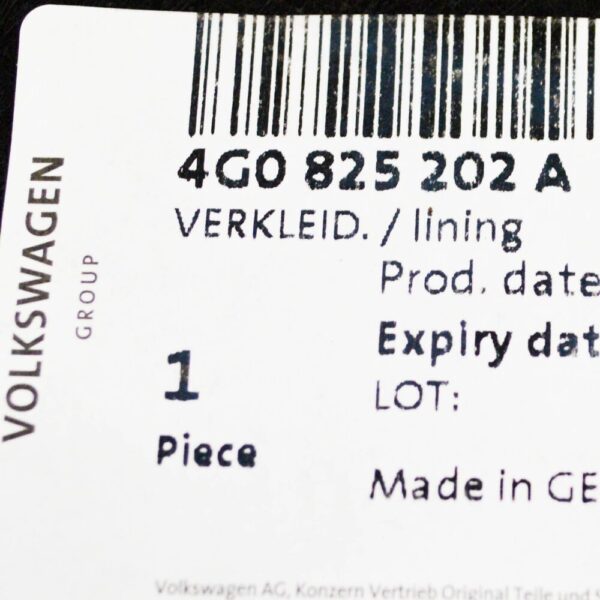 VOLKSWAGEN
GROUP
4G0 825 202 A
VERKLEID. / lining
Prod. date
Expiry dat
LOT:
1
Piece
Made in GE
Volkswagen AG, Konzern Vertrieb Original Teile und